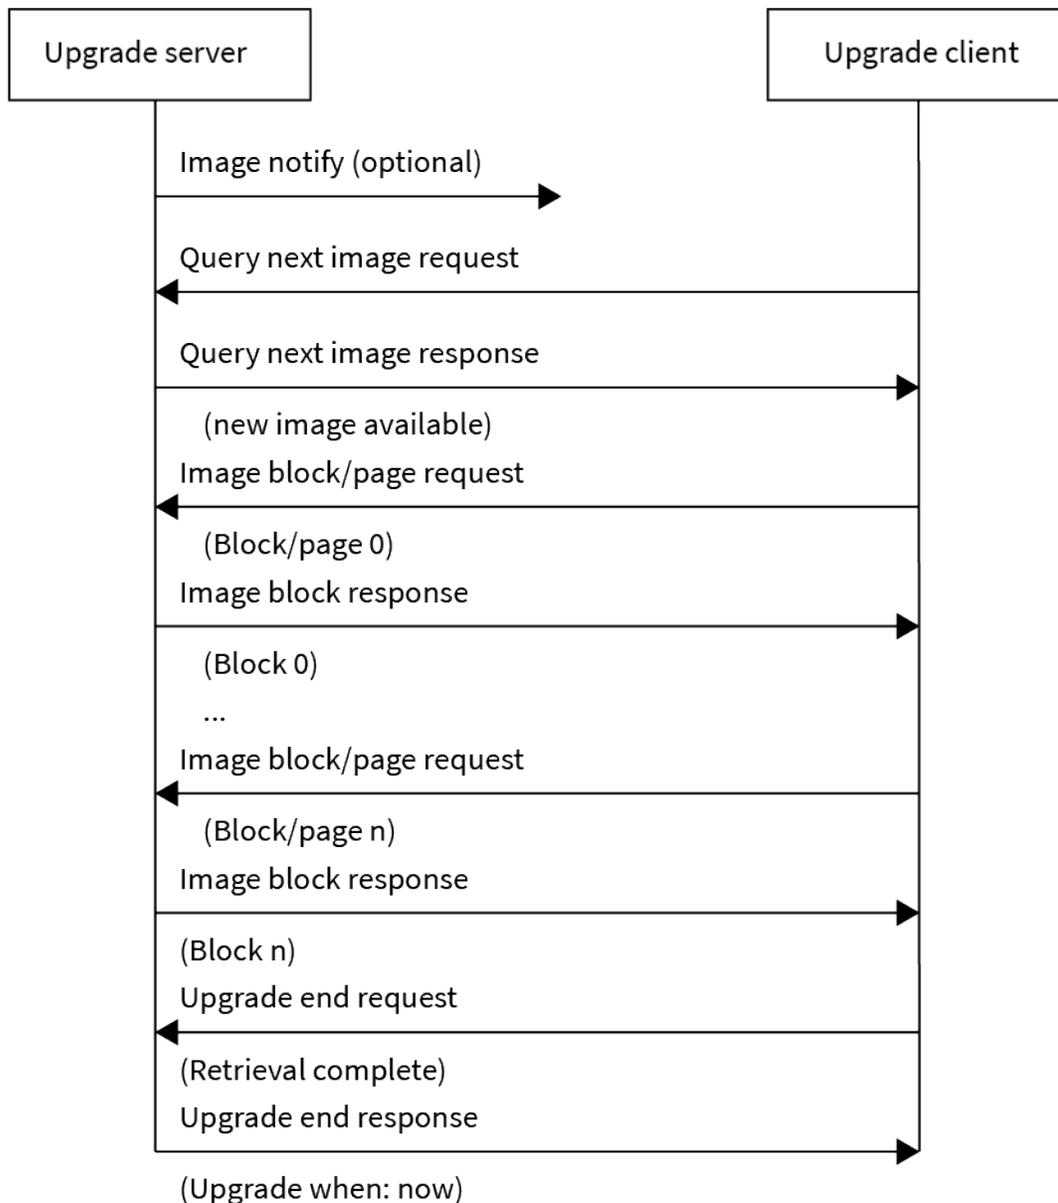 Upgrade server
Upgrade client
Image notify (optional)
Query next image request
Query next image response
(new image available)
Image block/page request
(Block/page 0)
Image block response
(Block 0)
...
Image block/page request
(Block/page n)
Image block response
(Block n)
Upgrade end request
(Retrieval complete)
Upgrade end response
(Upgrade when: now)